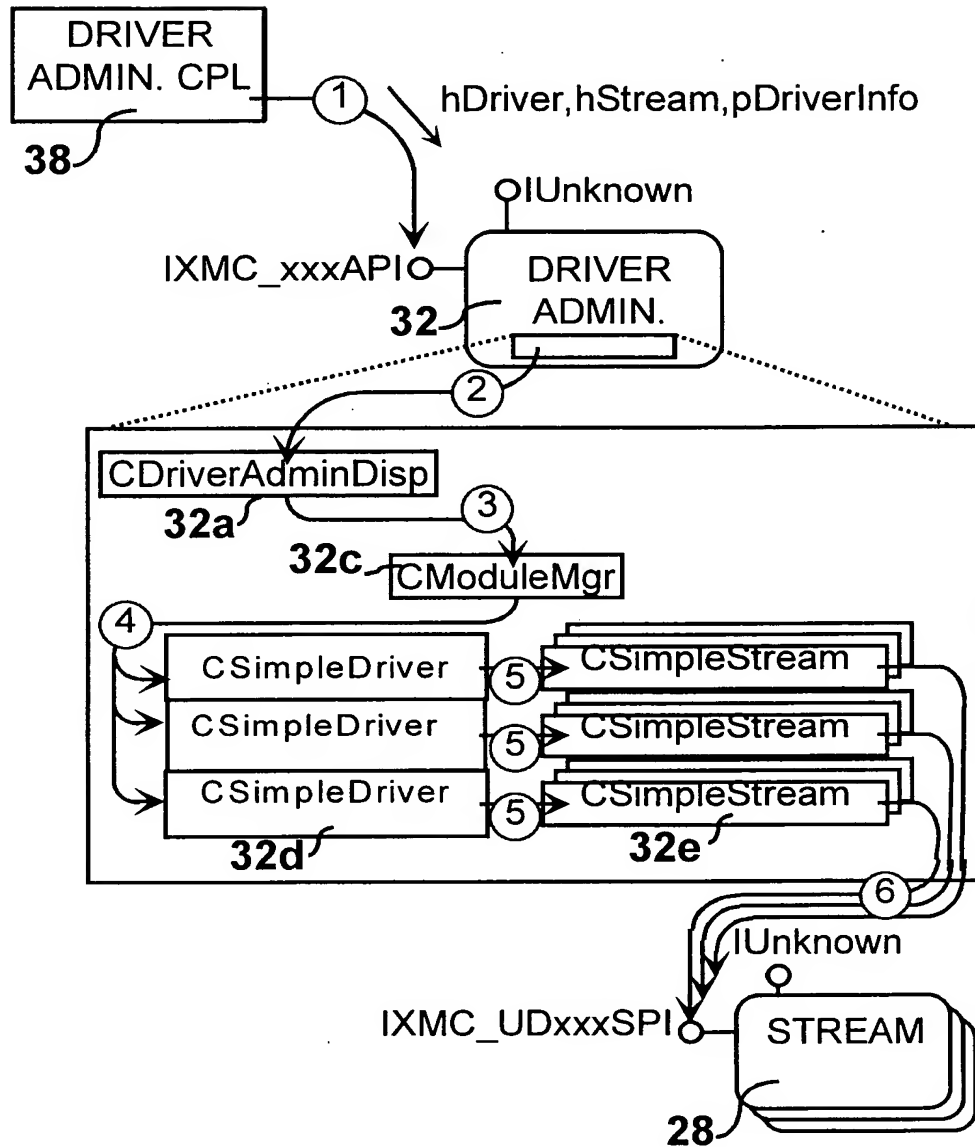 DRIVER
ADMIN. CPL
1
hDriver,hStream,pDriverInfo
38
IUnknown
IXMC_xxxAPI
DRIVER
ADMIN.
32
2
CDriverAdminDisp
32a
3
32c
CModuleMgr
4
CSimpleDriver
5
CSimpleStream
CSimpleDriver
5
CSimpleStream
CSimpleDriver
5
CSimpleStream
32d
32e
6
IUnknown
IXMC_UDxxxSPI
STREAM
28